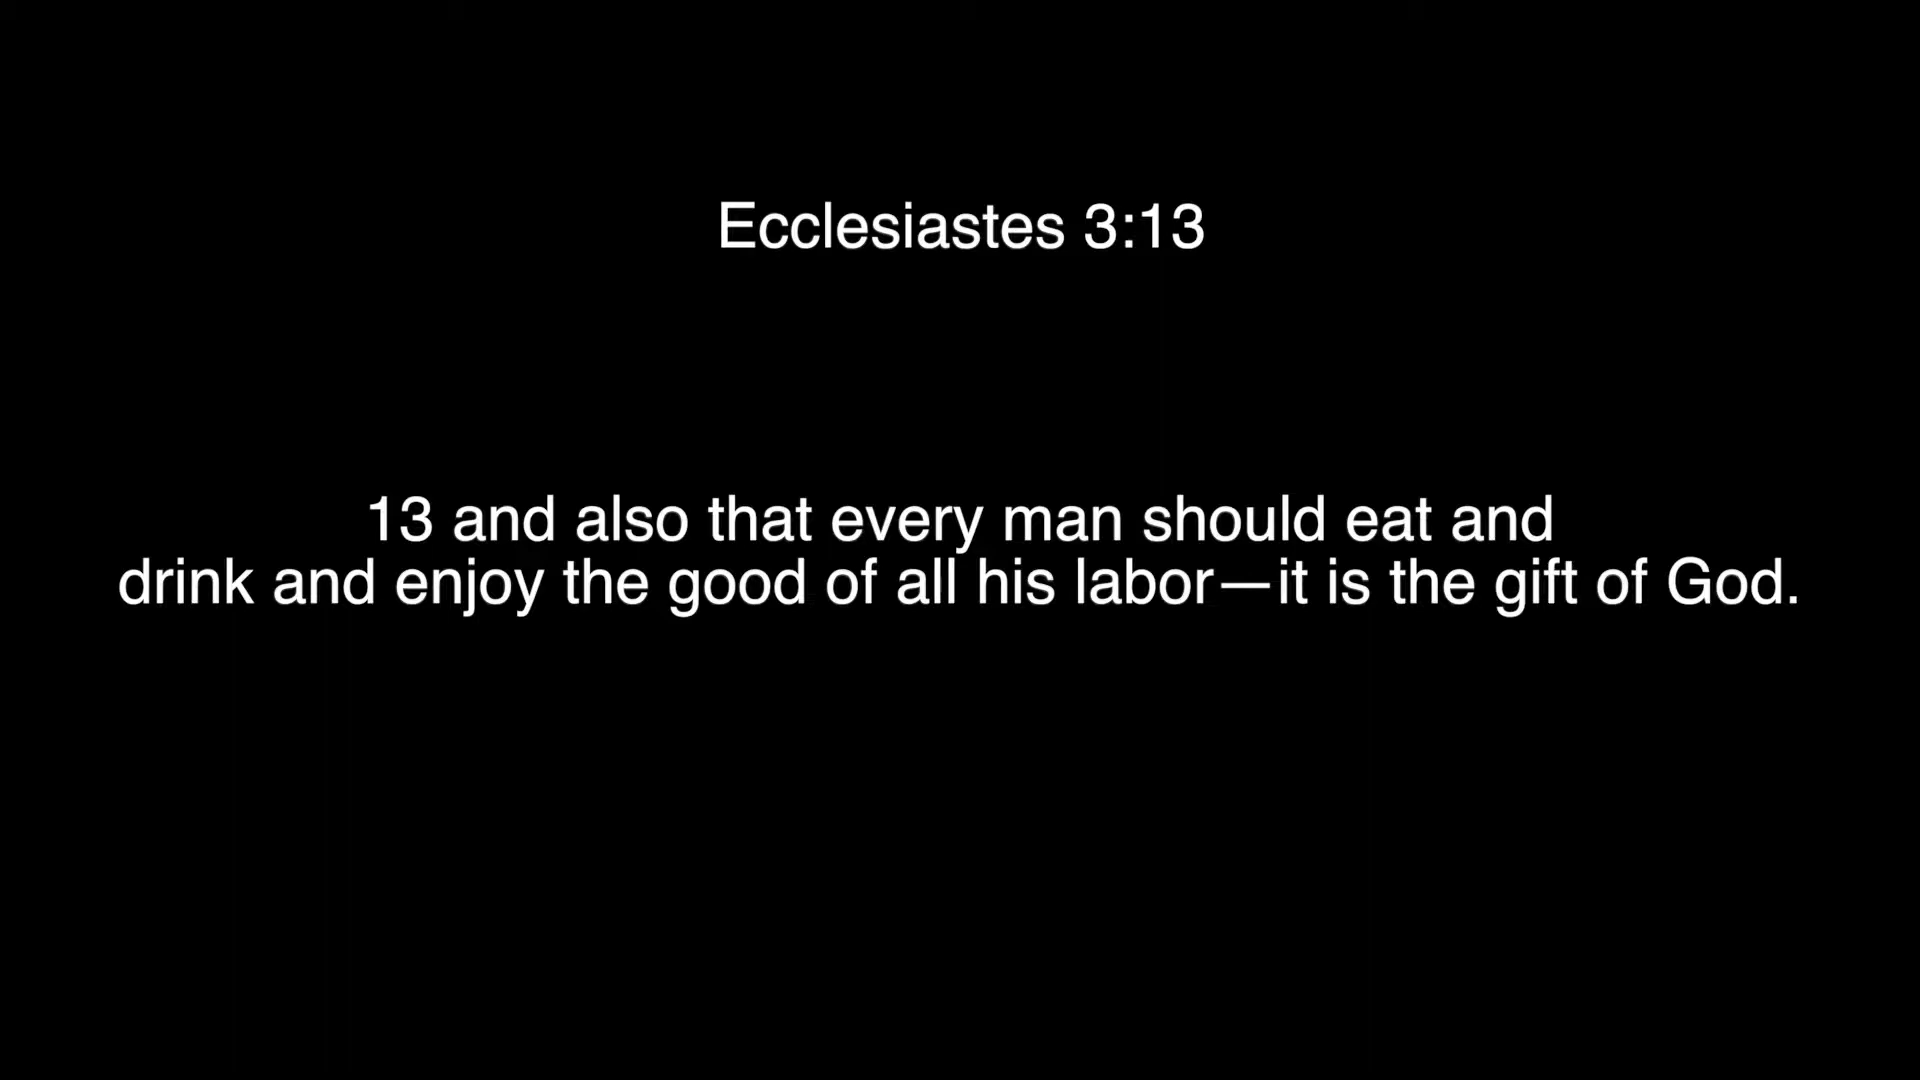 Ecclesiastes 3:13
13 and also that every man should eat and
drink and enjoy the good of all his labor—it is the gift of God.